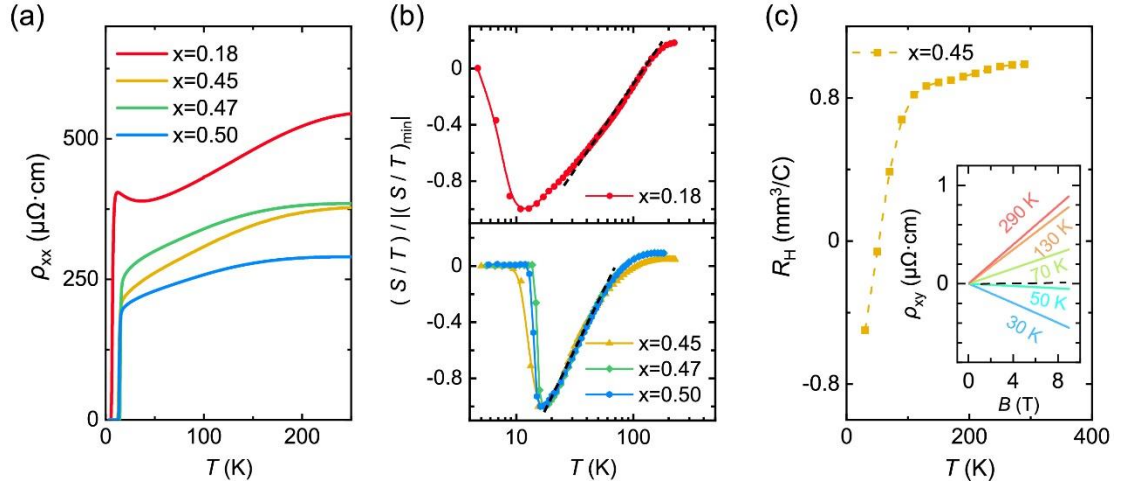 (a)
x=0.18
x=0.45
x=0.47
x=0.50
500
250
0
0
100
200
ρxx (μΩ·cm)
T (K)
(b)
0
-0.4
-0.8
x=0.18
0
-0.4
-0.8
x=0.45
x=0.47
x=0.50
10
100
(S/T) / |(S/T)min|
T (K)
(c)
x=0.45
0.8
0
-0.8
0
200
400
RH (mm³/C)
T (K)
1
0
290 K
130 K
70 K
50 K
30 K
0
4
8
ρxy (μΩ·cm)
B (T)